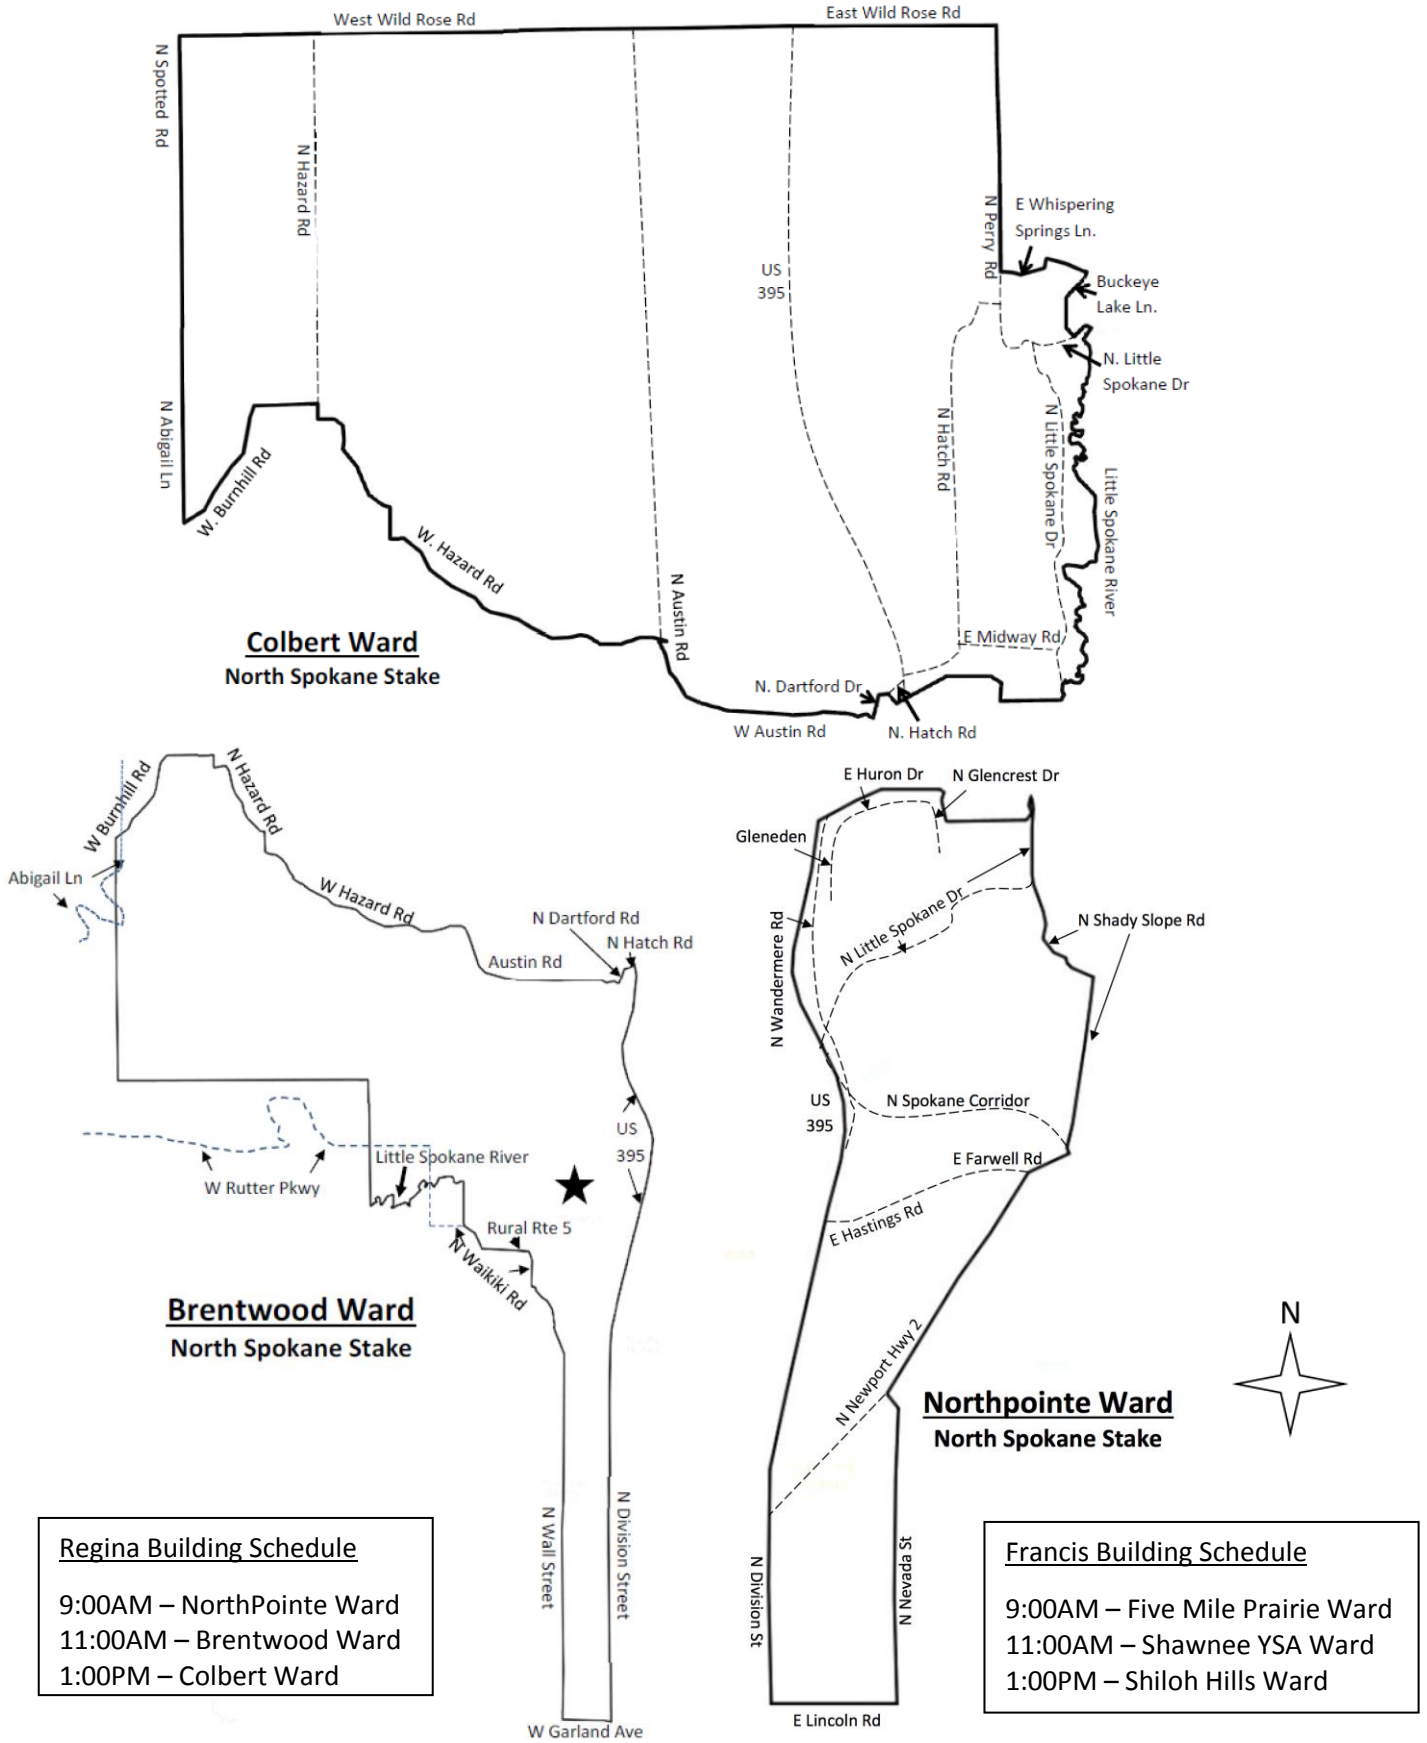 West Wild Rose Rd
East Wild Rose Rd
N Spotted Rd
N Hazard Rd
N Perry Rd
E Whispering
Springs Ln.
US
395
Buckeye
Lake Ln.
N. Little
Spokane Dr
N Abigail Ln
W. Burnhill Rd
N Hatch Rd
N Little Spokane Dr
Little Spokane River
W. Hazard Rd
N Austin Rd
E Midway Rd
Colbert Ward
North Spokane Stake
N. Dartford Dr
W Austin Rd
N. Hatch Rd
W Burnhill Rd
N Hazard Rd
Abigail Ln
W Hazard Rd
N Dartford Rd
N Hatch Rd
Austin Rd
US
395
Little Spokane River
W Rutter Pkwy
Rural Rte 5
N Waikiki Rd
Brentwood Ward
North Spokane Stake
N Wall Street
N Division Street
W Garland Ave
E Huron Dr
N Glencrest Dr
Gleneden
N Little Spokane Dr
N Shady Slope Rd
N Wandermere Rd
US
395
N Spokane Corridor
E Farwell Rd
E Hastings Rd
N Newport Hwy 2
N
Northpointe Ward
North Spokane Stake
N Division St
N Nevada St
E Lincoln Rd
Regina Building Schedule
9:00AM – NorthPointe Ward
11:00AM – Brentwood Ward
1:00PM – Colbert Ward
Francis Building Schedule
9:00AM – Five Mile Prairie Ward
11:00AM – Shawnee YSA Ward
1:00PM – Shiloh Hills Ward